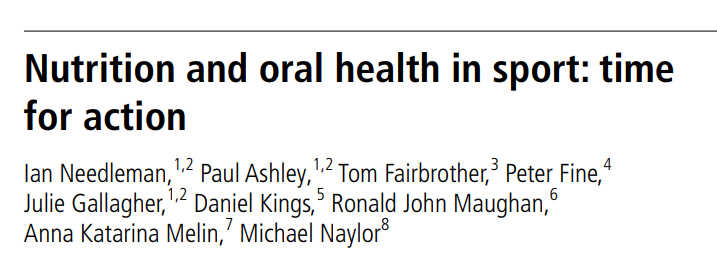 Nutrition and oral health in sport: time
for action
Ian Needleman,1,2 Paul Ashley,1,2 Tom Fairbrother,3 Peter Fine,4
Julie Gallagher,1,2 Daniel Kings,5 Ronald John Maughan,6
Anna Katarina Melin,7 Michael Naylor8